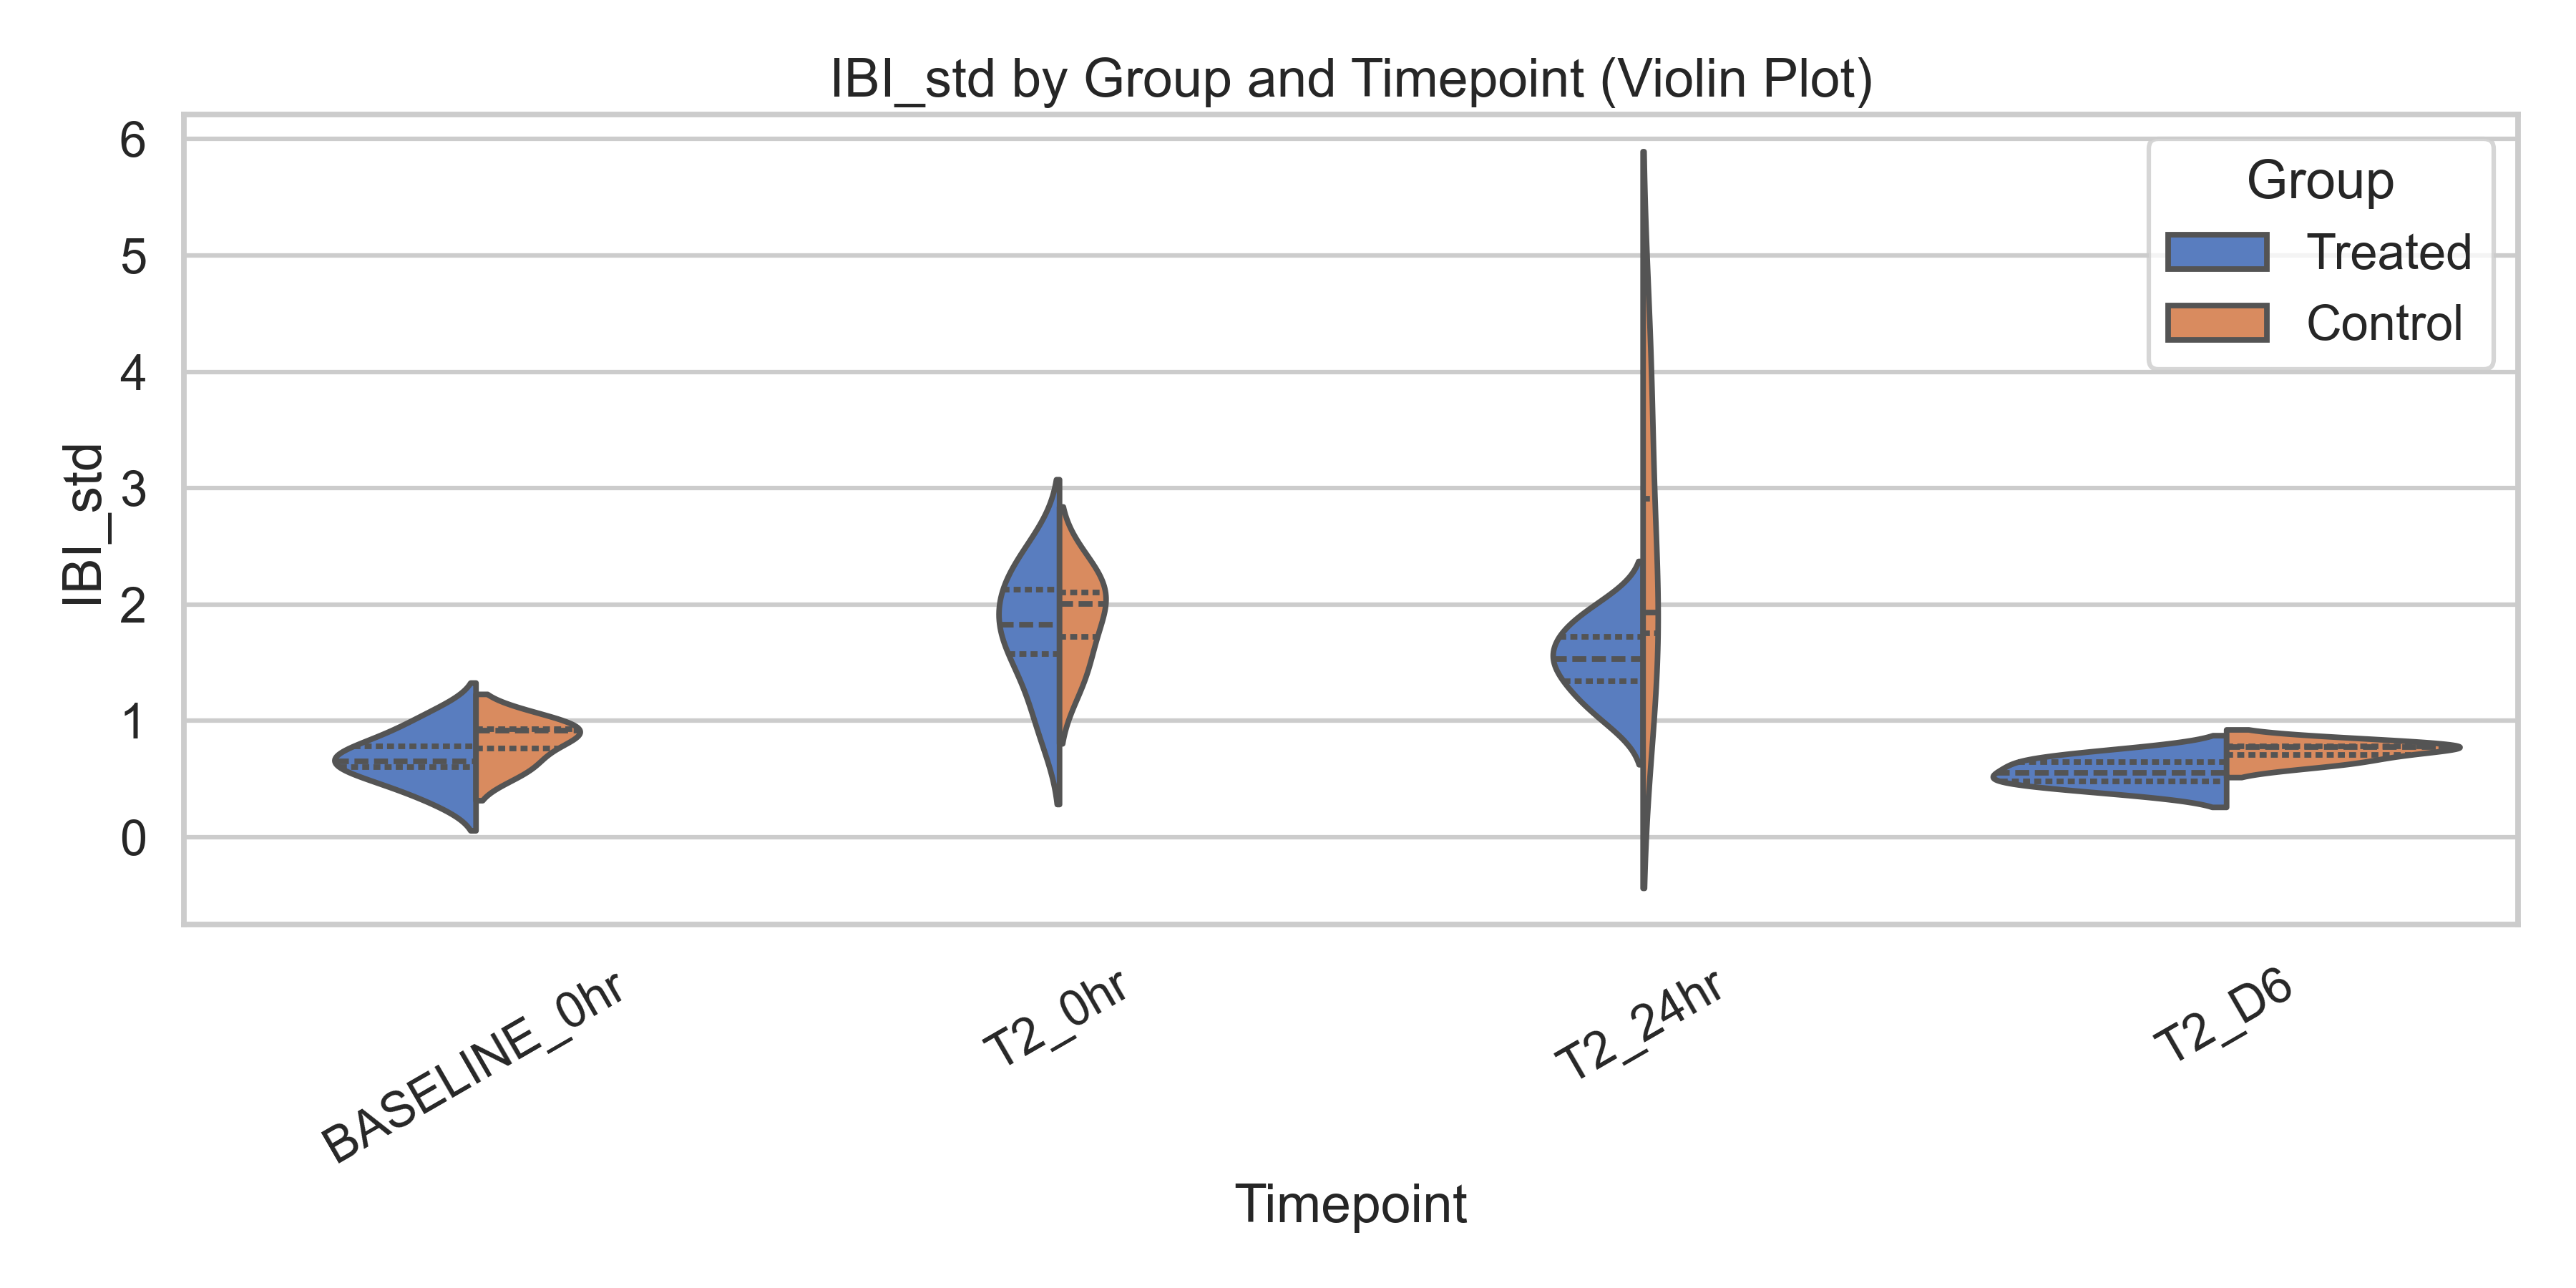 IBI_std by Group and Timepoint (Violin Plot)
6
5
4
3
2
1
0
IBI_std
Group
Treated
Control
BASELINE_0hr
T2_0hr
T2_24hr
T2_D6
Timepoint